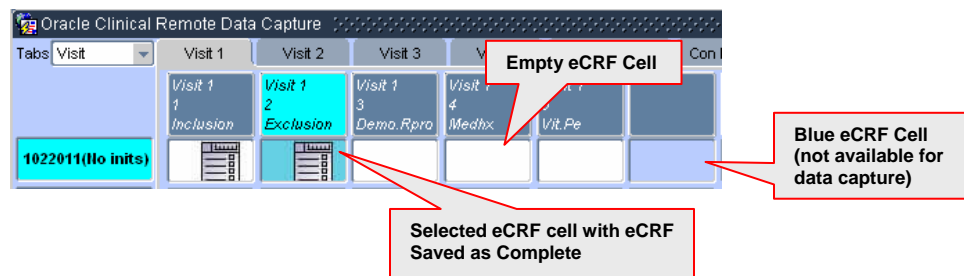 Oracle Clinical Remote Data Capture
Tabs Visit
Visit 1
Visit 2
Visit 3
Con
Empty eCRF Cell
Visit 1
1
Inclusion
Visit 1
2
Exclusion
Visit 1
3
Demo.Rpro
Visit
4
Medhx
Vit.Pe
1022011(No inits)
Blue eCRF Cell
(not available for
data capture)
Selected eCRF cell with eCRF
Saved as Complete